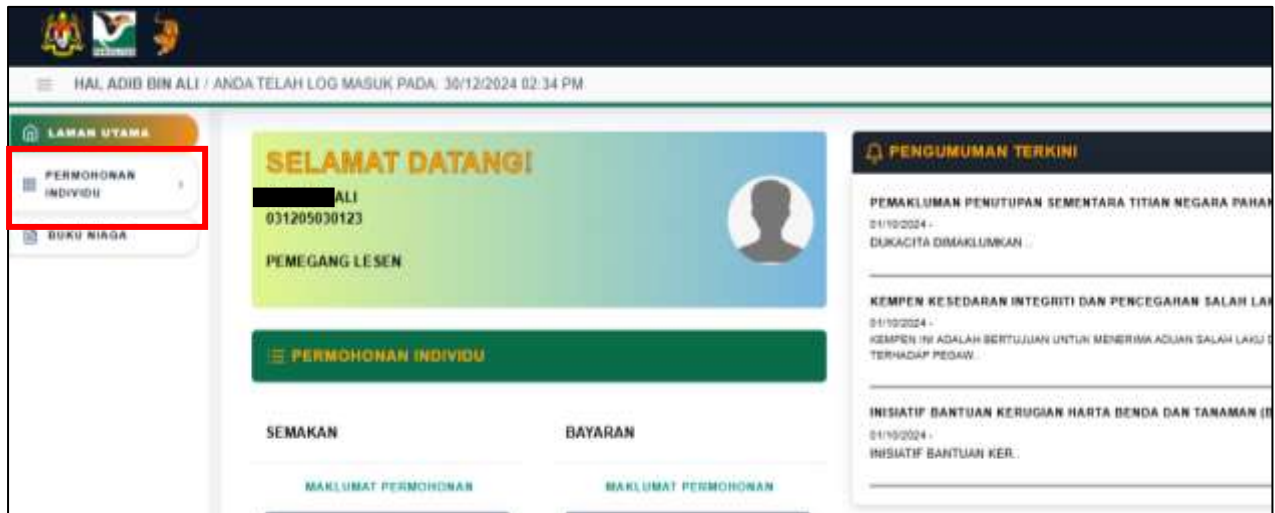 HAI, ADIB BIN ALI / ANDA TELAH LOG MASUK PADA: 30/12/2024 02:34 PM
LAMAN UTAMA
PERMOHONAN
INDIVIDU
BUKU NIAGA
SELAMAT DATANG!
ALI
031205030123
PEMEGANG LESEN
PERMOHONAN INDIVIDU
SEMAKAN
BAYARAN
MAKLUMAT PERMOHONAN
MAKLUMAT PERMOHONAN
PENGUMUMAN TERKINI
PEMAKLUMAN PENUTUPAN SEMENTARA TITIAN NEGARA PAHAN
01/10/2024 -
DUKACITA DIMAKLUMKAN ..
KEMPEN KESEDARAN INTEGRITI DAN PENCEGAHAN SALAH LAK
01/10/2024 -
KEMPEN INI ADALAH BERTUJUAN UNTUK MENERIMA ADUAN SALAH LAKU D
TERHADAP PEGAW..
INISIATIF BANTUAN KERUGIAN HARTA BENDA DAN TANAMAN (B
01/10/2024 -
INISIATIF BANTUAN KER..